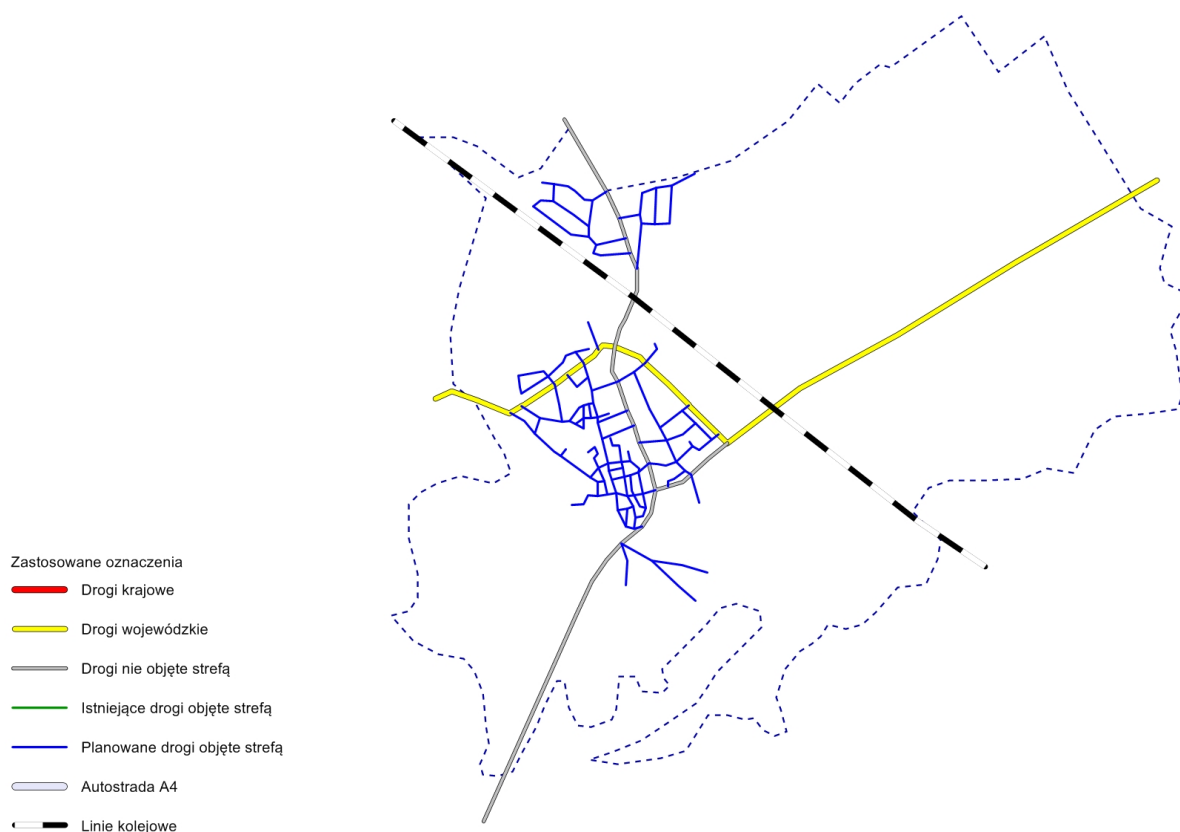 Zastosowane oznaczenia
Drogi krajowe
Drogi wojewódzkie
Drogi nie objęte strefą
Istniejące drogi objęte strefą
Planowane drogi objęte strefą
Autostrada A4
Linie kolejowe